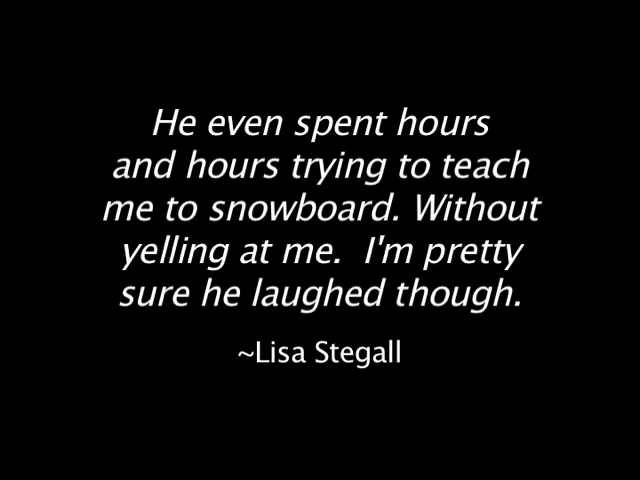 He even spent hours
and hours trying to teach
me to snowboard. Without
yelling at me.  I'm pretty
sure he laughed though.
~Lisa Stegall